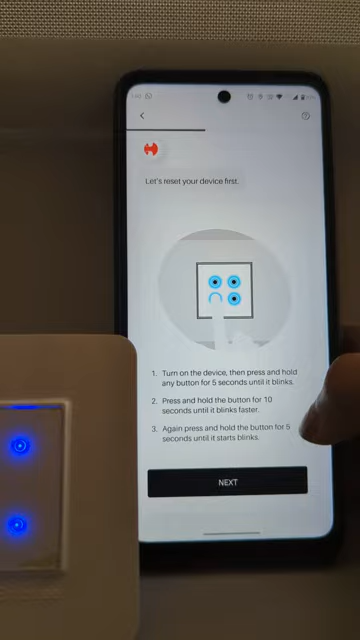 Let's reset your device first.
1. Turn on the device, then press and hold
any button for 5 seconds until it blinks.
2. Press and hold the button for 10
seconds until it blinks faster.
3. Again press and hold the button for 5
seconds until it starts blinks.
NEXT